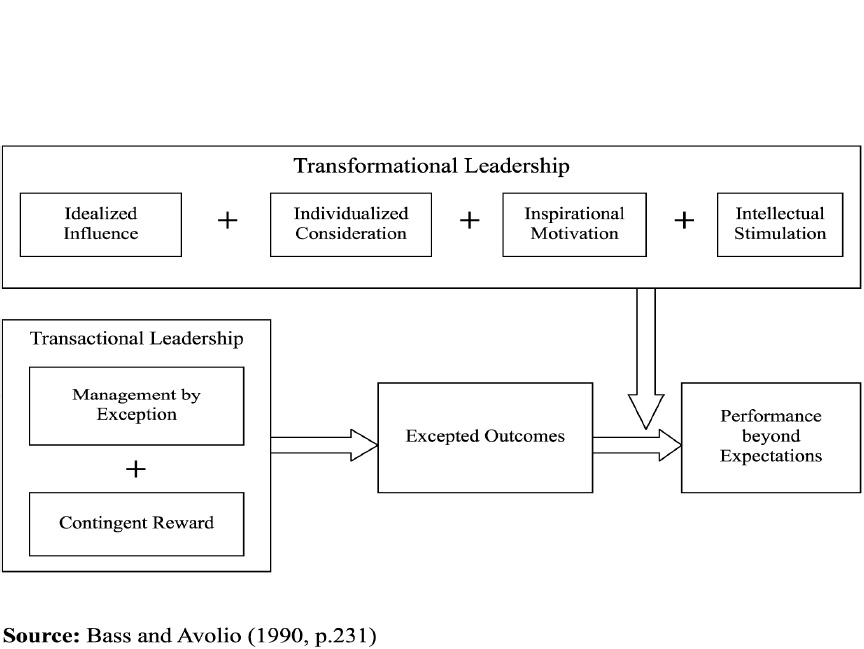 Transformational Leadership
Idealized
Influence
+
Individualized
Consideration
+
Inspirational
Motivation
+
Intellectual
Stimulation
Transactional Leadership
Management by
Exception
+
Contingent Reward
Excepted Outcomes
Performance
beyond
Expectations
Source: Bass and Avolio (1990, p.231)